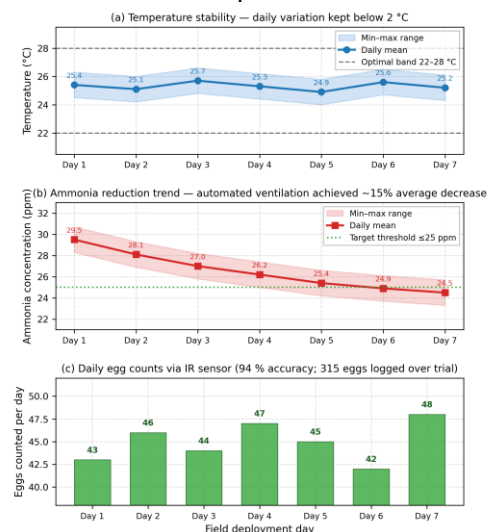 (a) Temperature stability — daily variation kept below 2 °C
Temperature (°C)
28
26
24
22
Min–max range
Daily mean
Optimal band 22–28 °C
25.4
25.1
25.7
25.3
24.9
25.6
25.2
Day 1 Day 2 Day 3 Day 4 Day 5 Day 6 Day 7
(b) Ammonia reduction trend — automated ventilation achieved ~15% average decrease
Ammonia concentration (ppm)
32
30
28
26
24
22
Min–max range
Daily mean
Target threshold ≤25 ppm
29.5
28.1
27.0
26.2
25.4
24.9
24.5
Day 1 Day 2 Day 3 Day 4 Day 5 Day 6 Day 7
(c) Daily egg counts via IR sensor (94 % accuracy; 315 eggs logged over trial)
Eggs counted per day
50.0
47.5
45.0
42.5
40.0
43
46
44
47
45
42
48
Day 1 Day 2 Day 3 Day 4 Day 5 Day 6 Day 7
Field deployment day